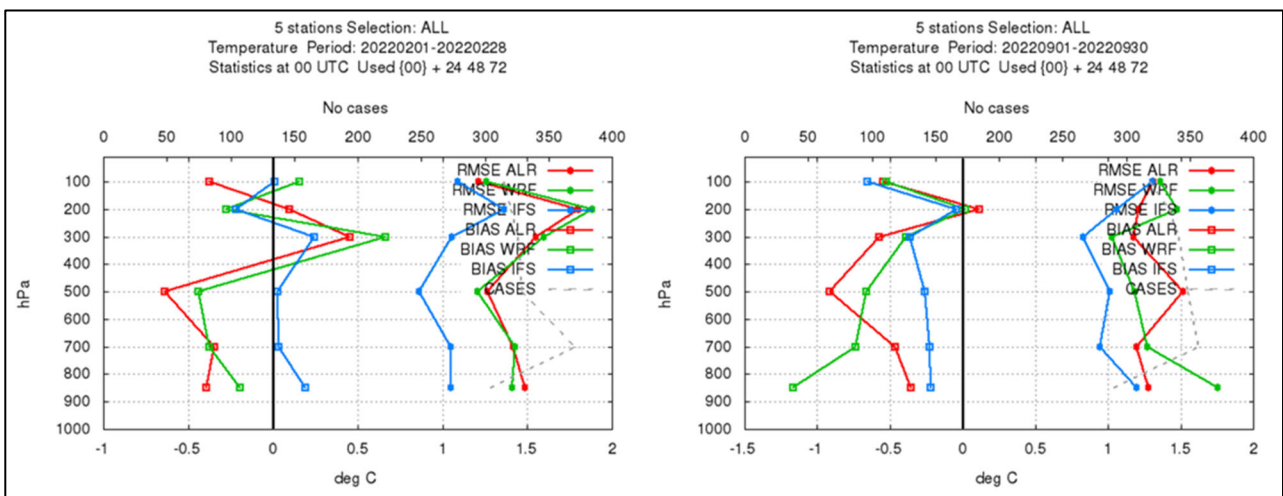 5 stations Selection: ALL
Temperature Period: 20220201-20220228
Statistics at 00 UTC Used {00} + 24 48 72
No cases
0 50 100 150 200 250 300 350 400
RMSE ALR
RMSE WRF
RMSE IFS
BIAS ALR
BIAS WRF
BIAS IFS
CASES
hPa
100
200
300
400
500
600
700
800
900
1000
-1 -0.5 0 0.5 1 1.5 2
deg C
5 stations Selection: ALL
Temperature Period: 20220901-20220930
Statistics at 00 UTC Used {00} + 24 48 72
No cases
0 50 100 150 200 250 300 350 400
RMSE ALR
RMSE WRF
RMSE IFS
BIAS ALR
BIAS WRF
BIAS IFS
CASES
hPa
100
200
300
400
500
600
700
800
900
1000
-1.5 -1 -0.5 0 0.5 1 1.5 2
deg C